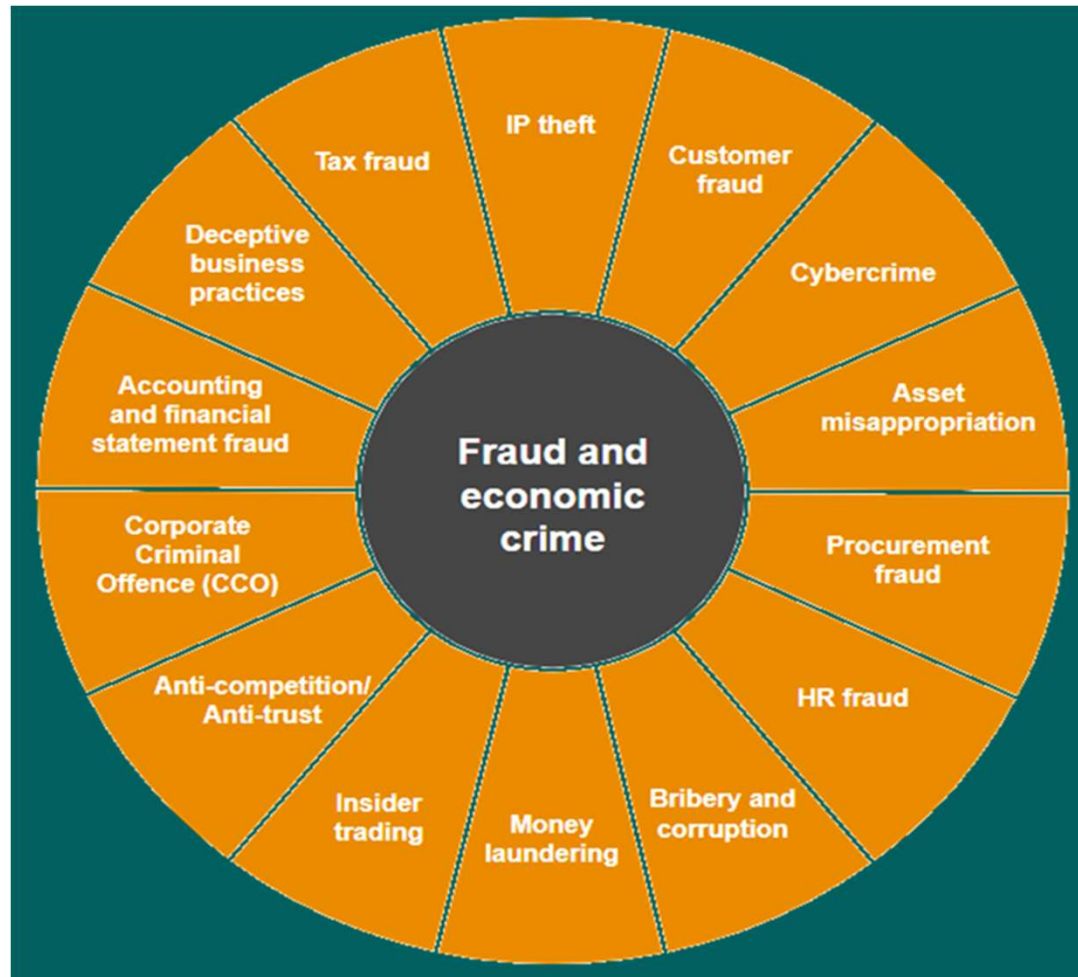 IP theft
Customer
fraud
Cybercrime
Asset
misappropriation
Procurement
fraud
HR fraud
Bribery and
corruption
Money
laundering
Insider
trading
Anti-competition/
Anti-trust
Corporate
Criminal
Offence (CCO)
Accounting
and financial
statement fraud
Deceptive
business
practices
Tax fraud
Fraud and
economic
crime